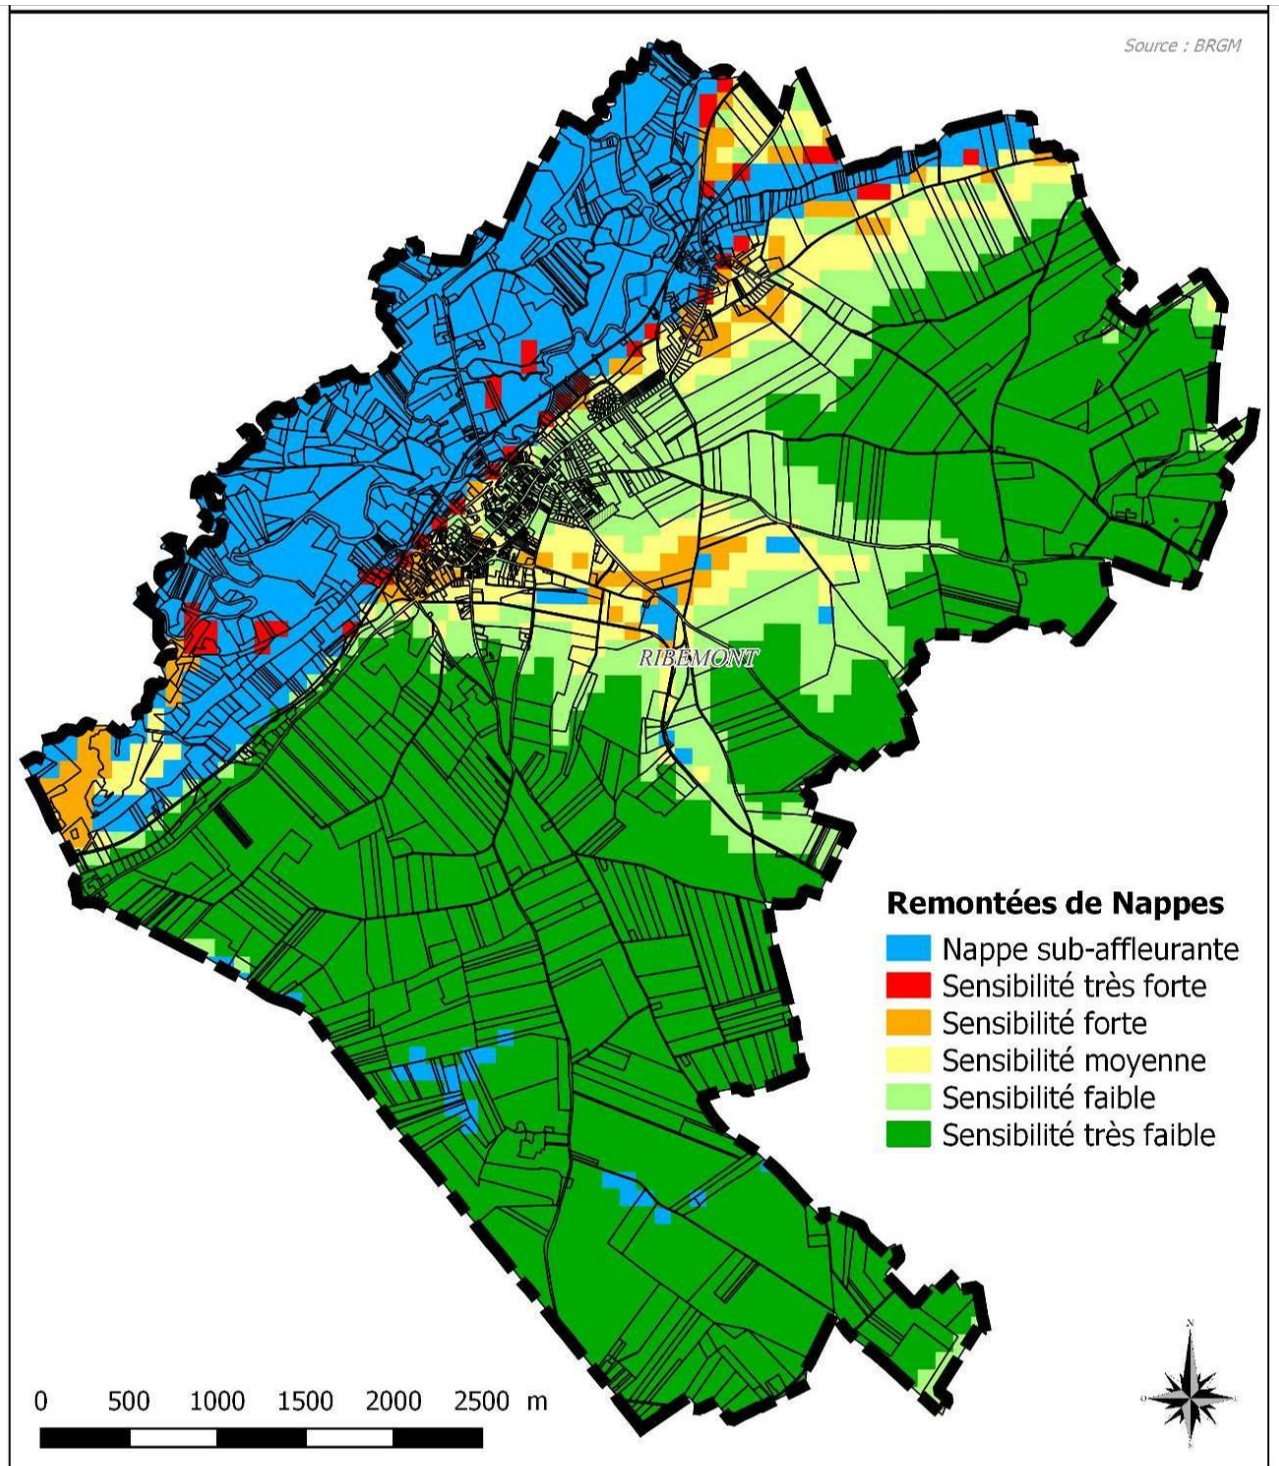 Source : BRGM
RIBEMONT
Remontées de Nappes
Nappe sub-affleurante
Sensibilité très forte
Sensibilité forte
Sensibilité moyenne
Sensibilité faible
Sensibilité très faible
0 500 1000 1500 2000 2500 m
N